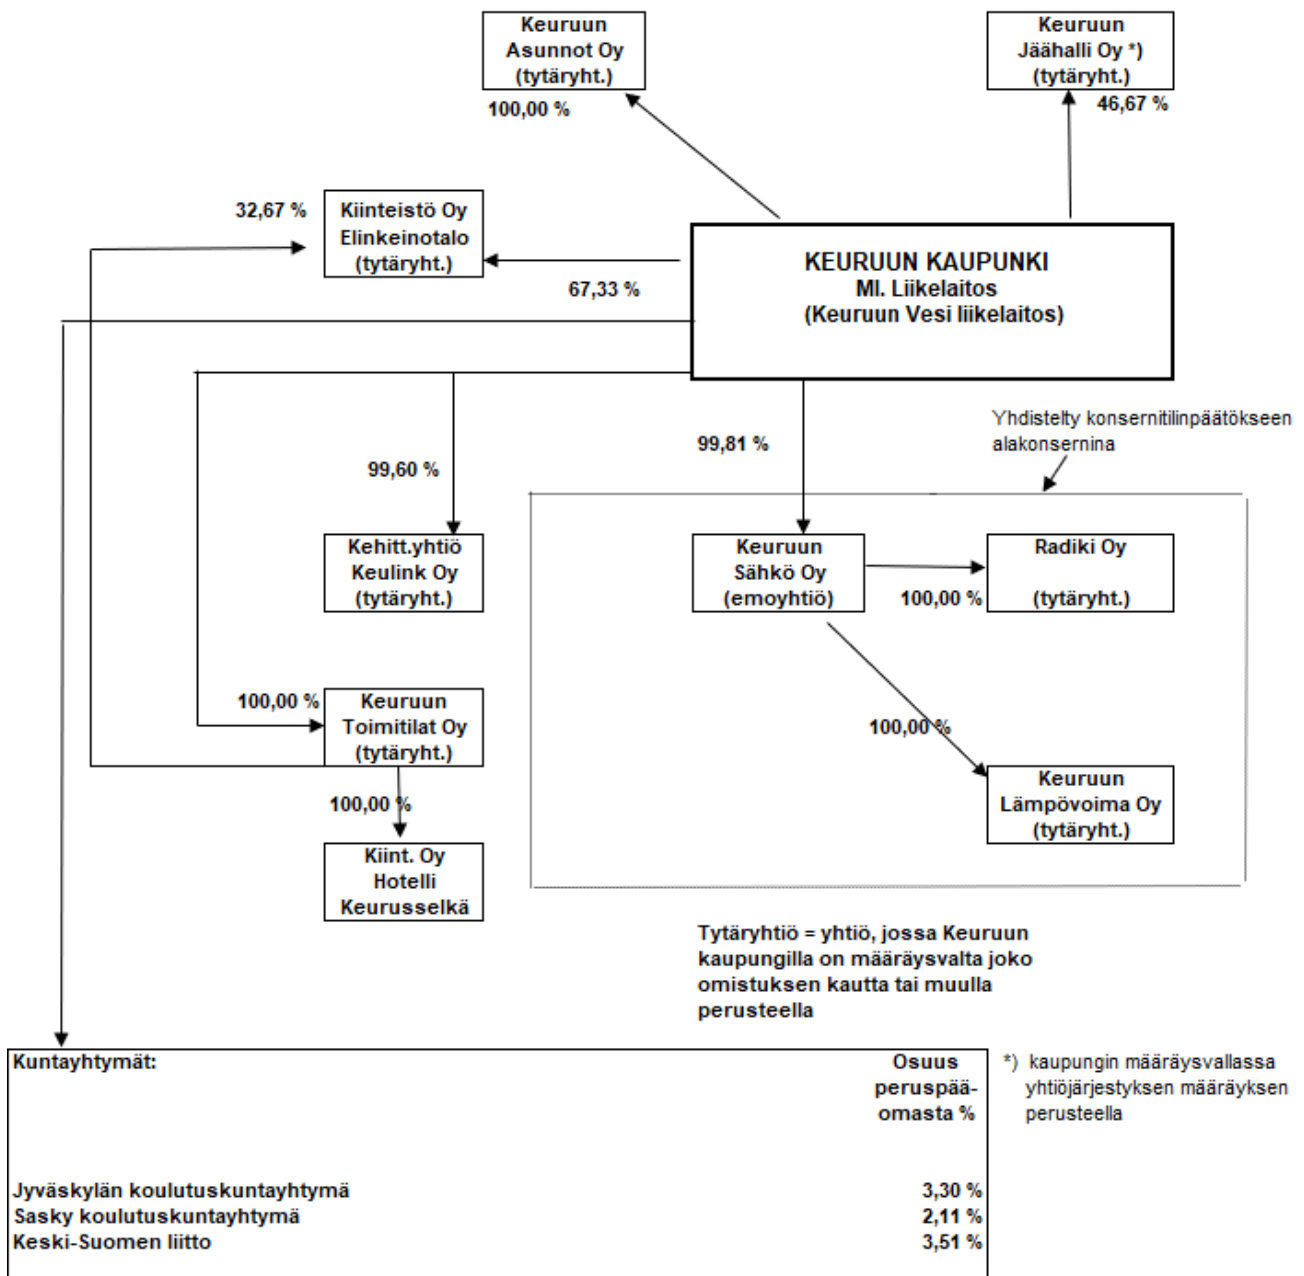 Keuruun
Asunnot Oy
(tytäryht.)
100,00 %
Keuruun
Jäähalli Oy *)
(tytäryht.)
46,67 %
32,67 %
Kiinteistö Oy
Elinkeinotalo
(tytäryht.)
67,33 %
KEURUUN KAUPUNKI
Ml. Liikelaitos
(Keuruun Vesi liikelaitos)
Yhdistelty konsernitilinpäätökseen
alakonsernina
99,60 %
99,81 %
Kehitt.yhtiö
Keulink Oy
(tytäryht.)
Keuruun
Sähkö Oy
(emoyhtiö)
100,00 %
Radiki Oy
(tytäryht.)
100,00 %
Keuruun
Toimitilat Oy
(tytäryht.)
100,00 %
Keuruun
Lämpövoima Oy
(tytäryht.)
100,00 %
Kiint. Oy
Hotelli
Keurusselkä
Tytäryhtiö = yhtiö, jossa Keuruun
kaupungilla on määräysvalta joko
omistuksen kautta tai muulla
perusteella
Kuntayhtymät:
Osuus
peruspää-
omasta %
Jyväskylän koulutuskuntayhtymä 3,30 %
Sasky koulutuskuntayhtymä 2,11 %
Keski-Suomen liitto 3,51 %
*) kaupungin määräysvallassa
yhtiöjärjestyksen määräyksen
perusteella